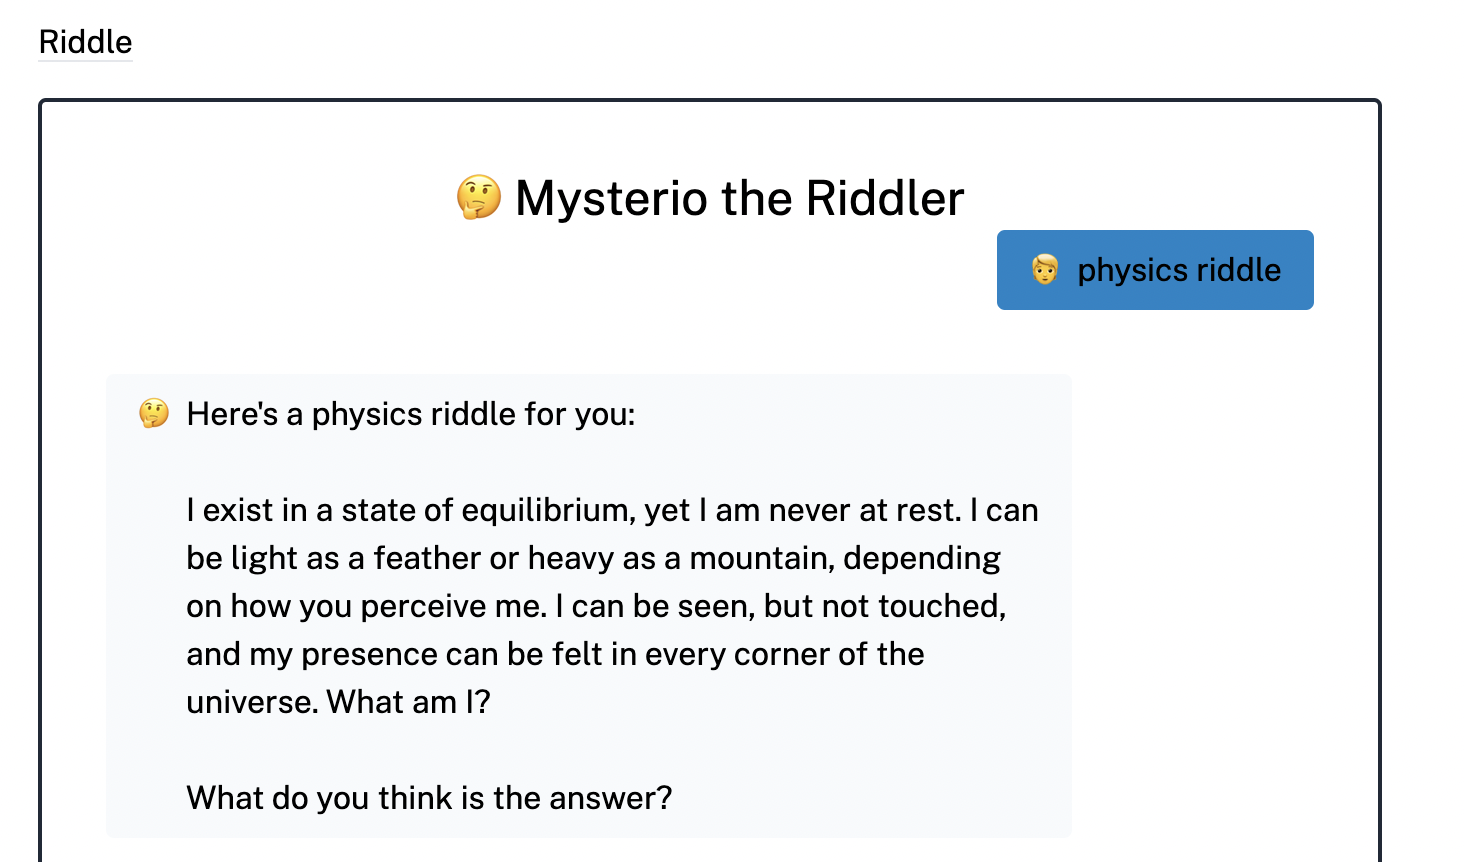 Riddle
🤔 Mysterio the Riddler
👨 physics riddle
🤔 Here's a physics riddle for you:
I exist in a state of equilibrium, yet I am never at rest. I can
be light as a feather or heavy as a mountain, depending
on how you perceive me. I can be seen, but not touched,
and my presence can be felt in every corner of the
universe. What am I?
What do you think is the answer?